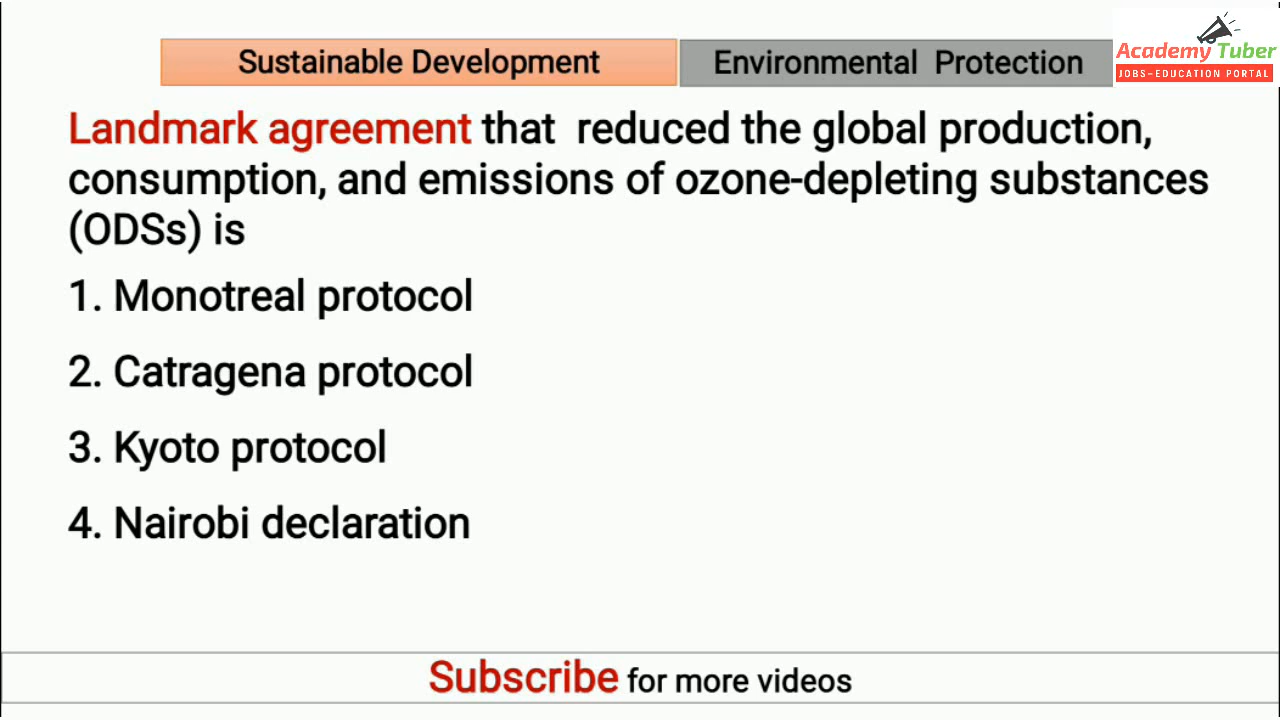 Sustainable Development
Environmental Protection
Academy Tuber
JOBS-EDUCATION PORTAL
Landmark agreement that reduced the global production,
consumption, and emissions of ozone-depleting substances
(ODSs) is
1. Monotreal protocol
2. Catragena protocol
3. Kyoto protocol
4. Nairobi declaration
Subscribe for more videos